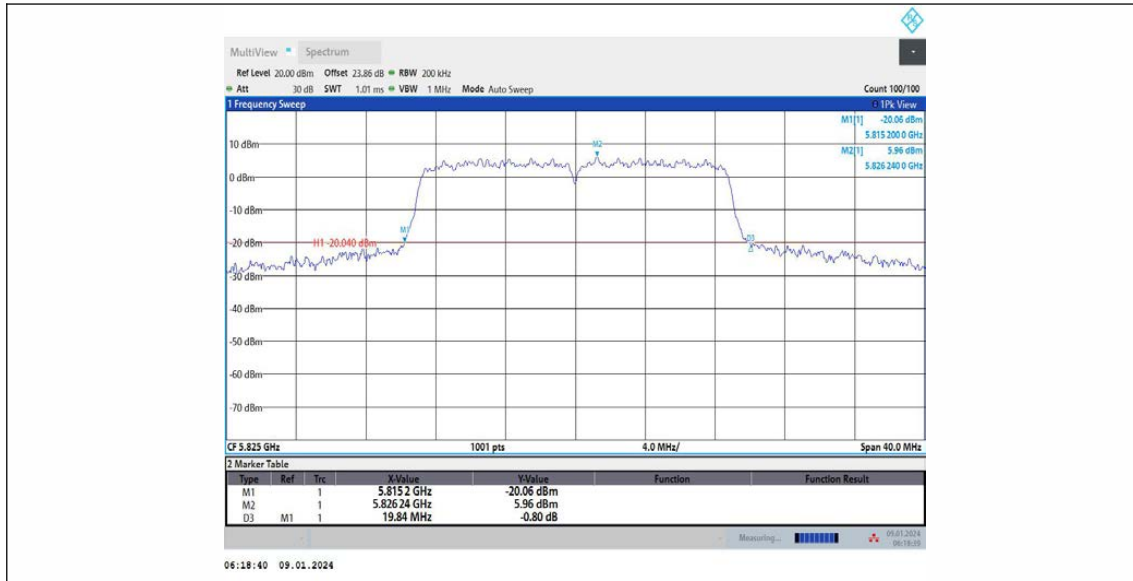 MultiView Spectrum
Ref Level 20.00 dBm Offset 23.86 dB RBW 200 kHz
Att 30 dB SWT 1.01 ms VBW 1 MHz Mode Auto Sweep Count 100/100
1 Frequency Sweep 1Pk View
M1[1] -20.06 dBm
5.815 200 0 GHz
M2[1] 5.96 dBm
5.826 240 0 GHz
M2
10 dBm
0 dBm
-10 dBm
M1
-20 dBm
H1 -20.040 dBm
D3
-30 dBm
-40 dBm
-50 dBm
-60 dBm
-70 dBm
CF 5.825 GHz 1001 pts 4.0 MHz/ Span 40.0 MHz
2 Marker Table
Type Ref Trc X-Value Y-Value Function Function Result
M1 1 5.815 2 GHz -20.06 dBm
M2 1 5.826 24 GHz 5.96 dBm
D3 M1 1 19.84 MHz -0.80 dB
Measuring... 09.01.2024
06:18:39
06:18:40 09.01.2024